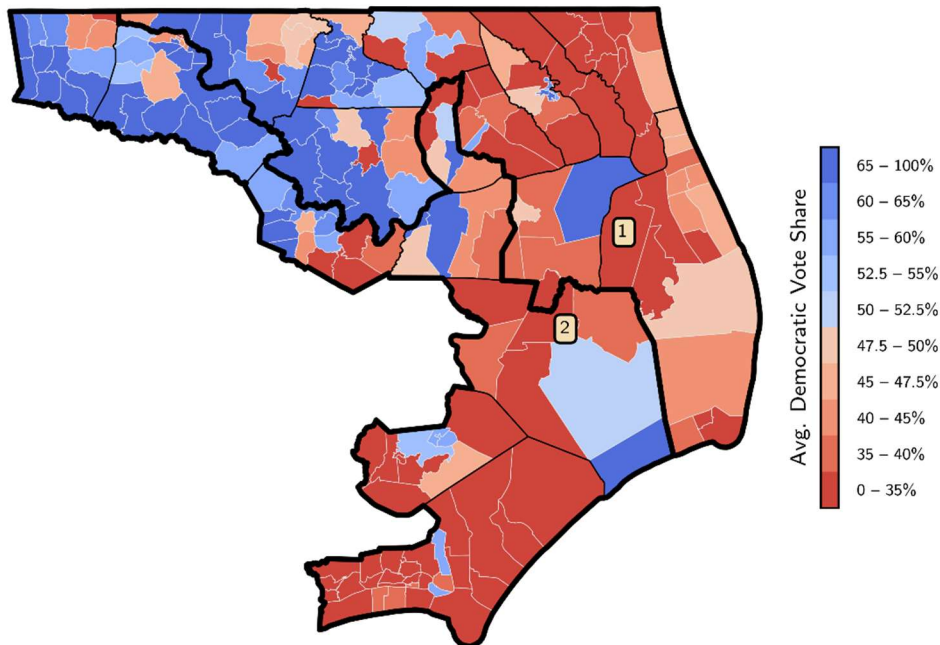 1
2
Avg. Democratic Vote Share
65 – 100%
60 – 65%
55 – 60%
52.5 – 55%
50 – 52.5%
47.5 – 50%
45 – 47.5%
40 – 45%
35 – 40%
0 – 35%